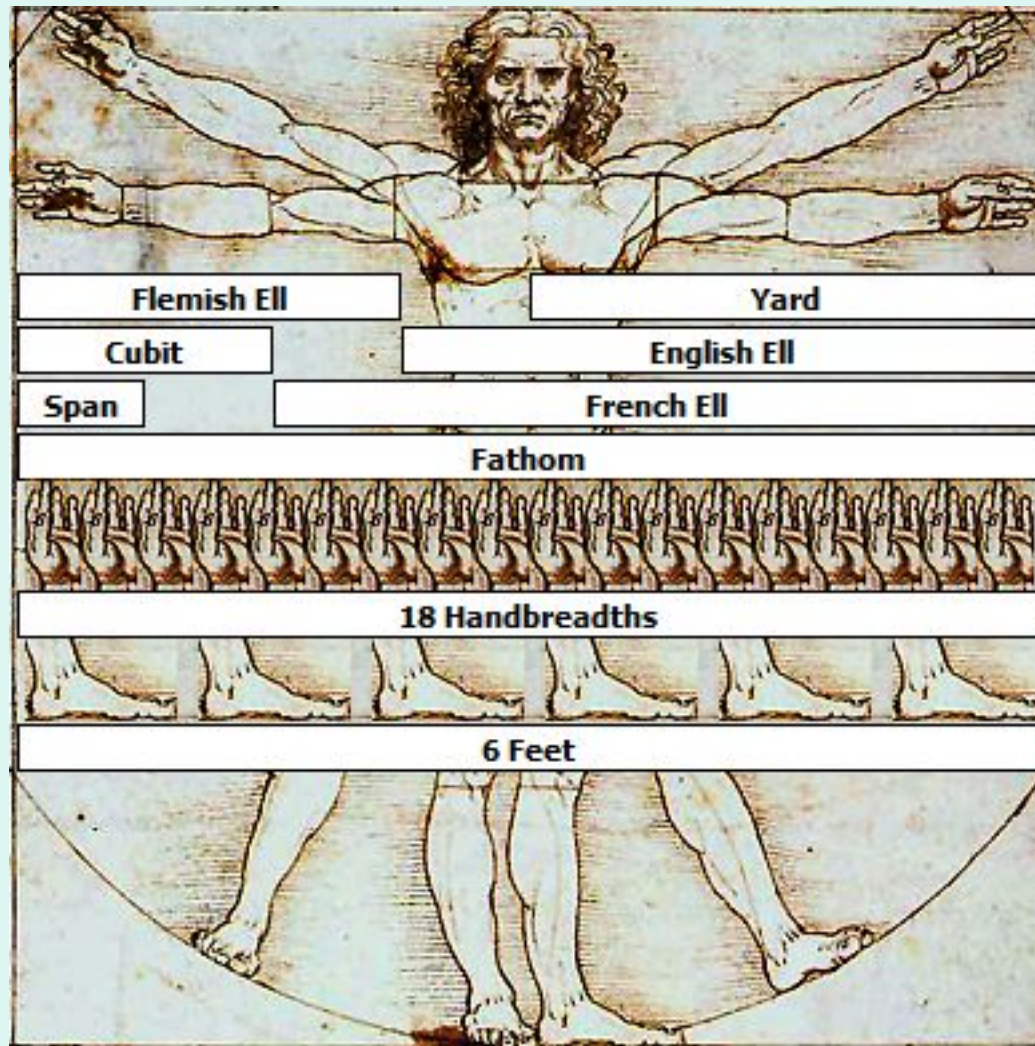 Flemish Ell
Yard
Cubit
English Ell
Span
French Ell
Fathom
18 Handbreadths
6 Feet